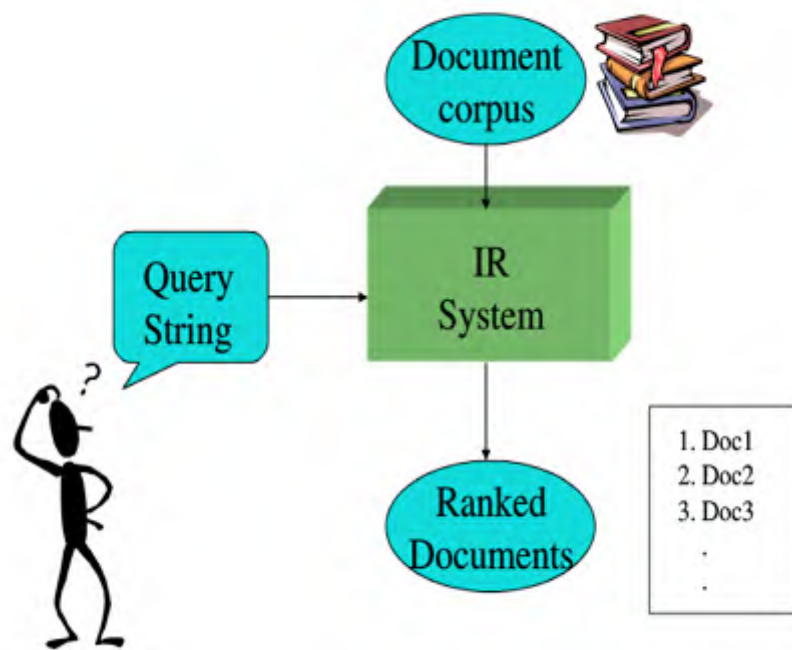 Document
corpus
IR
System
Query
String
?
Ranked
Documents
1. Doc1
2. Doc2
3. Doc3
.
.